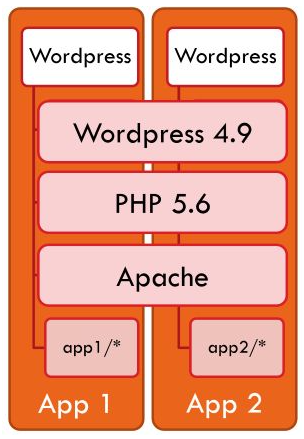 Wordpress Wordpress
Wordpress 4.9
PHP 5.6
Apache
app1/* app2/*
App 1 App 2